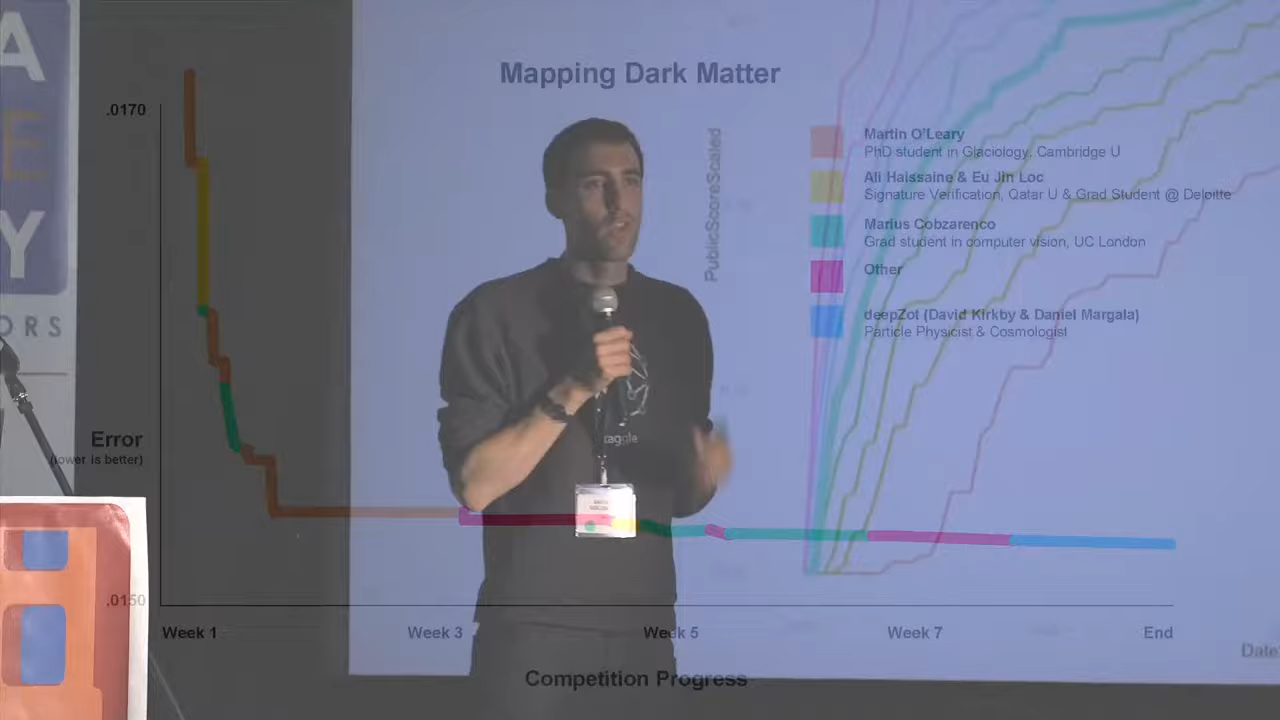 A
E
Y
ORS
Mapping Dark Matter
.0170
PublicScoreScaled
Martin O'Leary
PhD student in Glaciology, Cambridge U
Ali Haissaine & Eu Jin Loc
Signature Verification, Qatar U & Grad Student @ Deloitte
Marius Cobzarenco
Grad student in computer vision, UC London
Other
deepZot (David Kirkby & Daniel Margala)
Particle Physicist & Cosmologist
kaggle
Error
(lower is better)
.0150
Week 1
Week 3
Week 5
Week 7
End
Date
Competition Progress